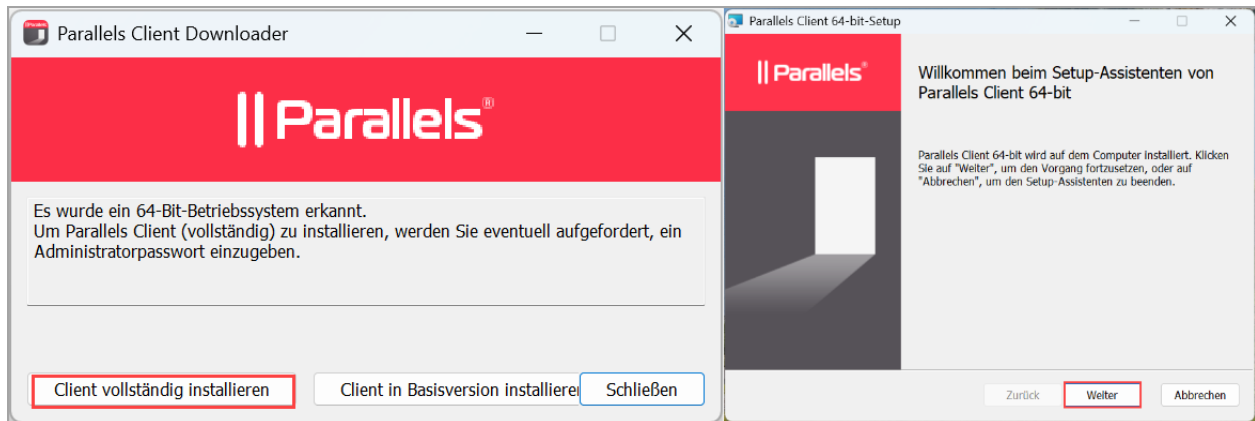 Parallels Client Downloader
|| Parallels®
Es wurde ein 64-Bit-Betriebssystem erkannt.
Um Parallels Client (vollständig) zu installieren, werden Sie eventuell aufgefordert, ein
Administratorpasswort einzugeben.
Client vollständig installieren
Client in Basisversion installieren
Schließen
Parallels Client 64-bit-Setup
|| Parallels®
Willkommen beim Setup-Assistenten von
Parallels Client 64-bit
Parallels Client 64-bit wird auf dem Computer installiert. Klicken
Sie auf "Weiter", um den Vorgang fortzusetzen, oder auf
"Abbrechen", um den Setup-Assistenten zu beenden.
Zurück
Weiter
Abbrechen